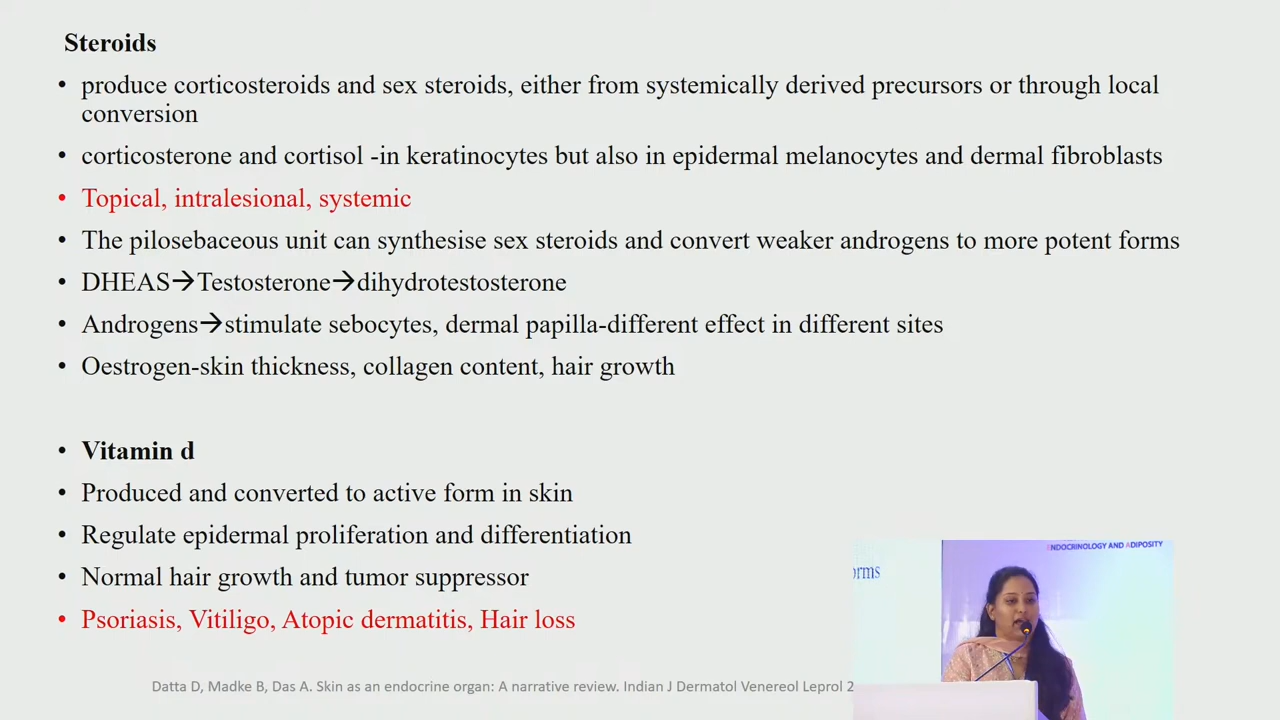 Steroids
• produce corticosteroids and sex steroids, either from systemically derived precursors or through local
conversion
• corticosterone and cortisol -in keratinocytes but also in epidermal melanocytes and dermal fibroblasts
• Topical, intralesional, systemic
• The pilosebaceous unit can synthesise sex steroids and convert weaker androgens to more potent forms
• DHEAS→Testosterone→dihydrotestosterone
• Androgens→stimulate sebocytes, dermal papilla-different effect in different sites
• Oestrogen-skin thickness, collagen content, hair growth
• Vitamin d
• Produced and converted to active form in skin
• Regulate epidermal proliferation and differentiation
• Normal hair growth and tumor suppressor
• Psoriasis, Vitiligo, Atopic dermatitis, Hair loss
Datta D, Madke B, Das A. Skin as an endocrine organ: A narrative review. Indian J Dermatol Venereol Leprol 2
ENDOCRINOLOGY AND ADIPOSITY